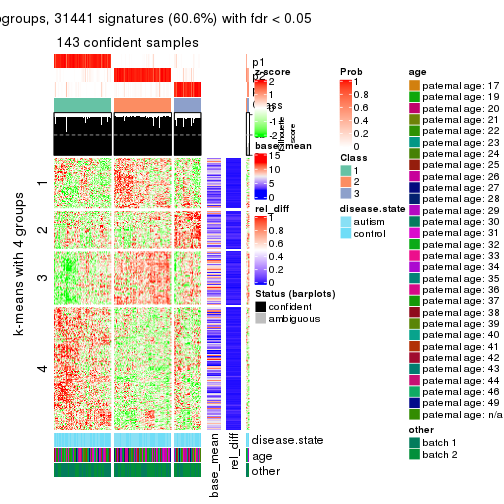 ogroups, 31441 signatures (60.6%) with fdr < 0.05
143 confident samples
p1
p2
z-score
2
1
0
-1
-2
Silhouette
score
base_mean
15
10
5
0
rel_diff
1
0.8
0.6
0.4
0.2
0
Status (barplots)
confident
ambiguous
Prob
1
0.8
0.6
0.4
0.2
0
Class
1
2
3
disease.state
autism
control
age
paternal age: 17
paternal age: 19
paternal age: 20
paternal age: 21
paternal age: 22
paternal age: 23
paternal age: 24
paternal age: 25
paternal age: 26
paternal age: 27
paternal age: 28
paternal age: 29
paternal age: 30
paternal age: 31
paternal age: 32
paternal age: 33
paternal age: 34
paternal age: 35
paternal age: 36
paternal age: 37
paternal age: 38
paternal age: 39
paternal age: 40
paternal age: 41
paternal age: 42
paternal age: 43
paternal age: 44
paternal age: 46
paternal age: 49
paternal age: n/a
other
batch 1
batch 2
k-means with 4 groups
1
2
3
4
disease.state
age
other
base_mean
rel_diff